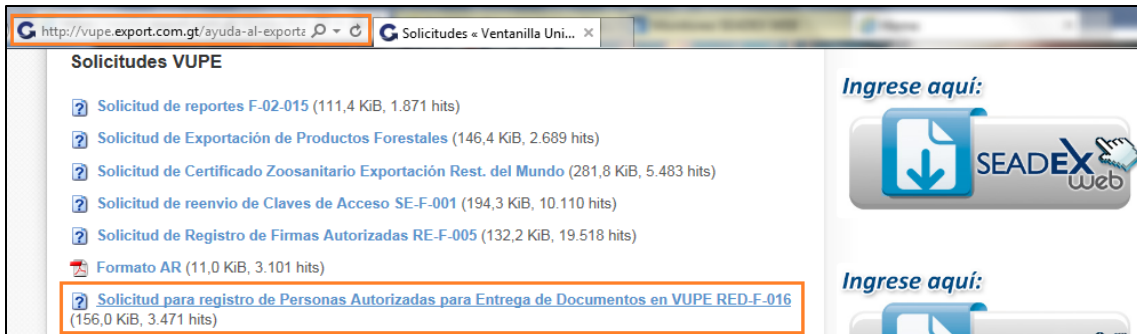 http://vupe.export.com.gt/ayuda-al-exporta
Solicitudes « Ventanilla Uni...
Solicitudes VUPE
Solicitud de reportes F-02-015 (111,4 KiB, 1.871 hits)
Solicitud de Exportación de Productos Forestales (146,4 KiB, 2.689 hits)
Solicitud de Certificado Zoosanitario Exportación Rest. del Mundo (281,8 KiB, 5.483 hits)
Solicitud de reenvio de Claves de Acceso SE-F-001 (194,3 KiB, 10.110 hits)
Solicitud de Registro de Firmas Autorizadas RE-F-005 (132,2 KiB, 19.518 hits)
Formato AR (11,0 KiB, 3.101 hits)
Solicitud para registro de Personas Autorizadas para Entrega de Documentos en VUPE RED-F-016
(156,0 KiB, 3.471 hits)
Ingrese aquí:
SEADEX
web
Ingrese aquí: